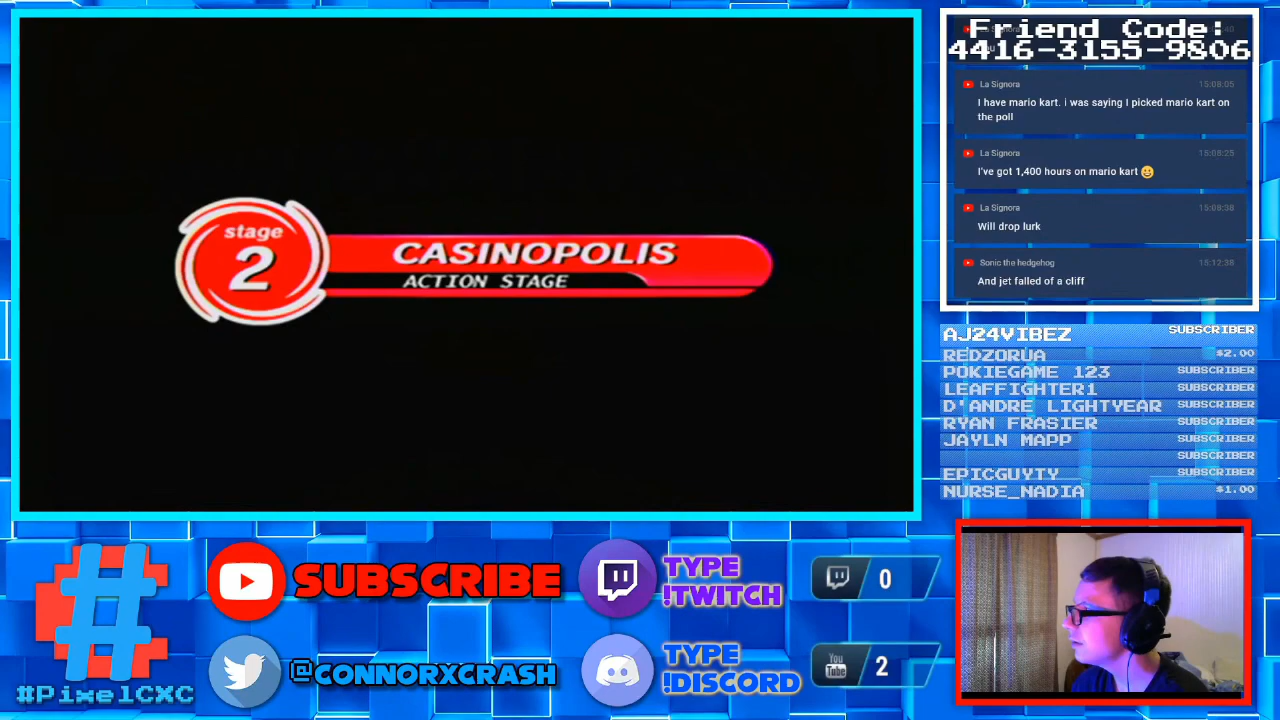 stage
2
CASINOPOLIS
ACTION STAGE
Friend Code:
4416-3155-9806
La Signora 15:08:05
I have mario kart. i was saying I picked mario kart on
the poll
La Signora 15:08:25
I've got 1,400 hours on mario kart
La Signora 15:08:38
Will drop lurk
Sonic the hedgehog 15:12:38
And jet falled of a cliff
AJ24VIBEZ SUBSCRIBER
REDZORUA $2.00
POKIEGAME 123 SUBSCRIBER
LEAFFIGHTER1 SUBSCRIBER
D'ANDRE LIGHTYEAR SUBSCRIBER
RYAN FRASIER SUBSCRIBER
JAYLN MAPP SUBSCRIBER
SUBSCRIBER
EPICGUYTY SUBSCRIBER
NURSE_NADIA $1.00
#
#PixelCXC
SUBSCRIBE
@CONNORXCRASH
TYPE
!TWITCH
TYPE
!DISCORD
0
You
Tube
2